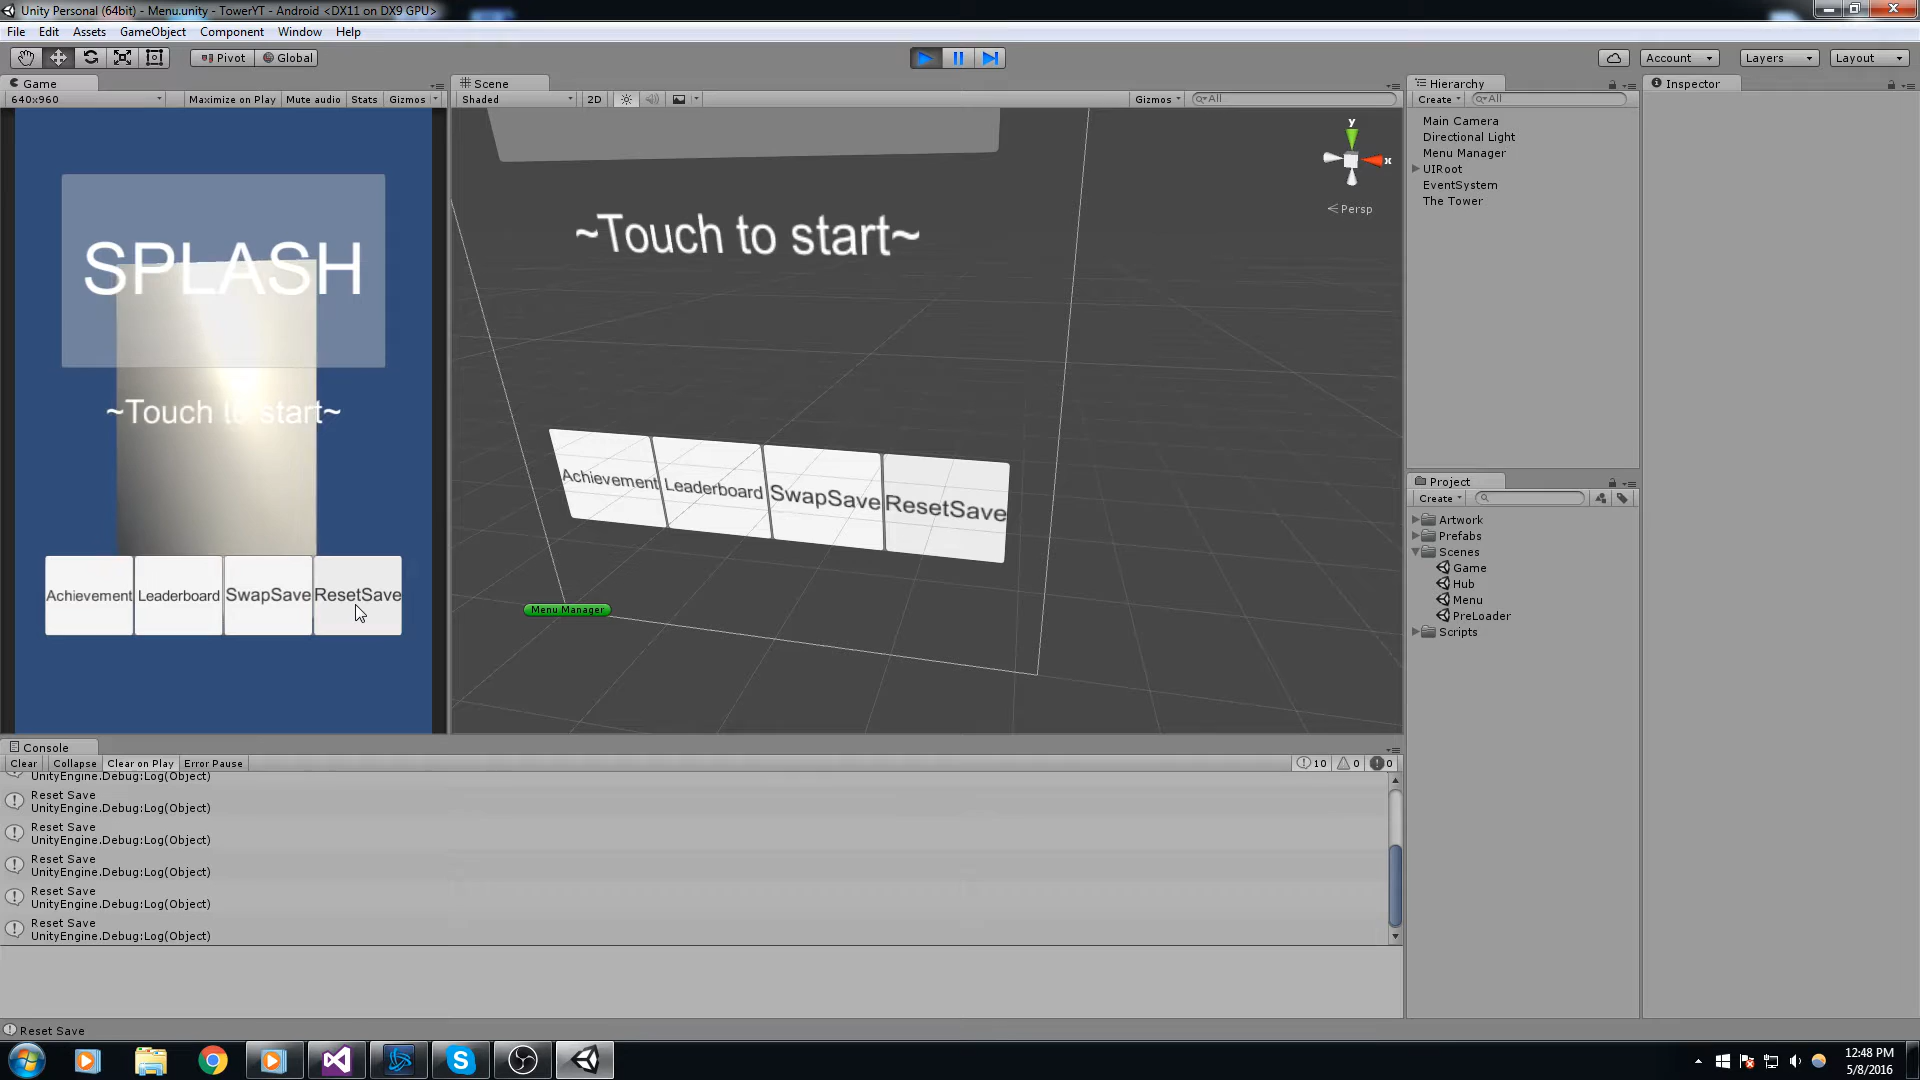 Unity Personal (64bit) - Menu.unity - TowerYT - Android <DX11 on DX9 GPU>
File Edit Assets GameObject Component Window Help
Pivot Global Account Layers Layout
Game
640x960 Maximize on Play Mute audio Stats Gizmos
SPLASH
~Touch to start~
Achievement Leaderboard SwapSave ResetSave
Scene
Shaded 2D Gizmos All
y
x
Persp
~Touch to start~
Achievement Leaderboard SwapSave ResetSave
Menu Manager
Hierarchy
Create All
Main Camera
Directional Light
Menu Manager
UIRoot
EventSystem
The Tower
Project
Create
Artwork
Prefabs
Scenes
Game
Hub
Menu
PreLoader
Scripts
Inspector
Console
Clear Collapse Clear on Play Error Pause 10 0 0
UnityEngine.Debug:Log(Object)
Reset Save
UnityEngine.Debug:Log(Object)
Reset Save
UnityEngine.Debug:Log(Object)
Reset Save
UnityEngine.Debug:Log(Object)
Reset Save
UnityEngine.Debug:Log(Object)
Reset Save
UnityEngine.Debug:Log(Object)
Reset Save
12:48 PM
5/8/2016